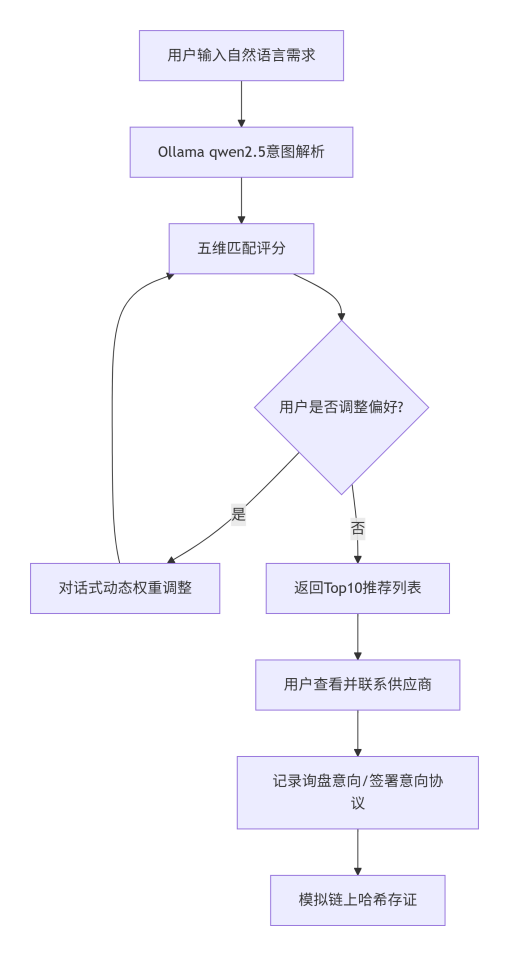 用户输入自然语言需求
Ollama qwen2.5意图解析
五维匹配评分
用户是否调整偏好?
是
否
对话式动态权重调整
返回Top10推荐列表
用户查看并联系供应商
记录询盘意向/签署意向协
议
模拟链上哈希存证